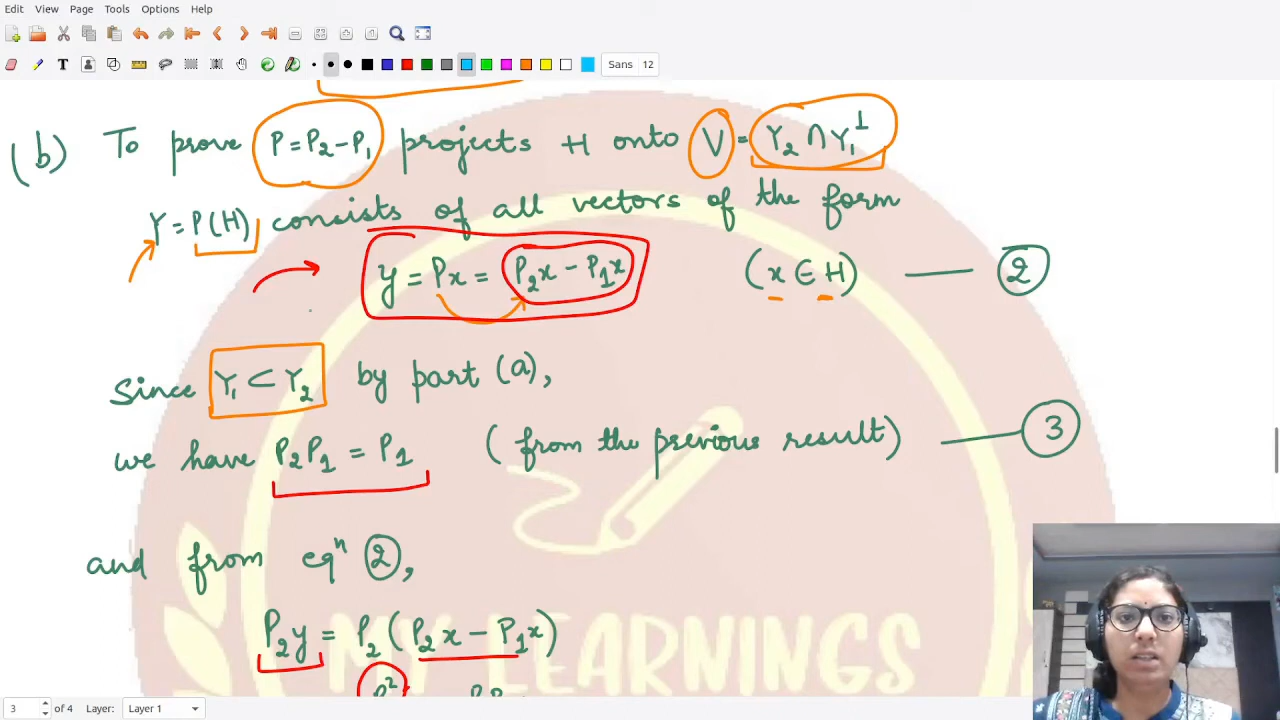 Edit View Page Tools Options Help
Sans 12
(b) To prove P = P₂ - P₁ projects H onto V = Y₂ ∩ Y₁⊥
Y = P(H) consists of all vectors of the form
y = Px = P₂x - P₁x (x ∈ H) — ②
Since Y₁ ⊂ Y₂ by part (a),
we have P₂P₁ = P₁ (from the previous result) — ③
and from eqⁿ ②,
P₂y = P₂(P₂x - P₁x)
MY LEARNINGS
3 of 4 Layer: Layer 1